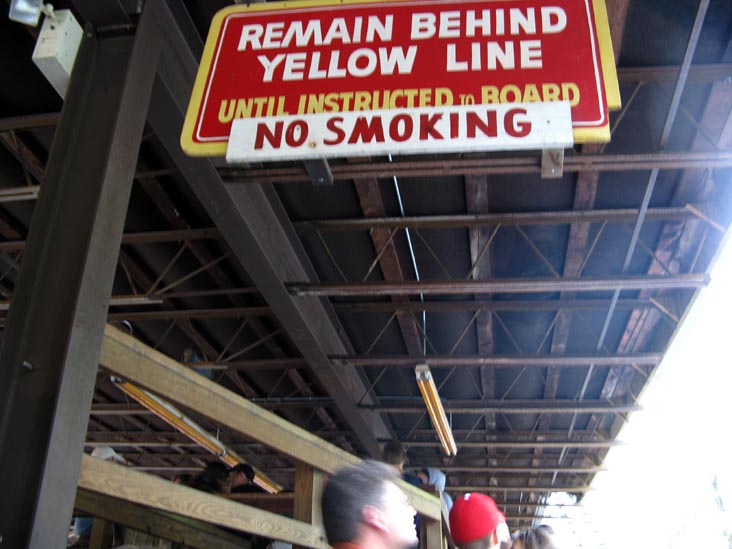 REMAIN BEHIND
YELLOW LINE
UNTIL INSTRUCTED TO BOARD
NO SMOKING